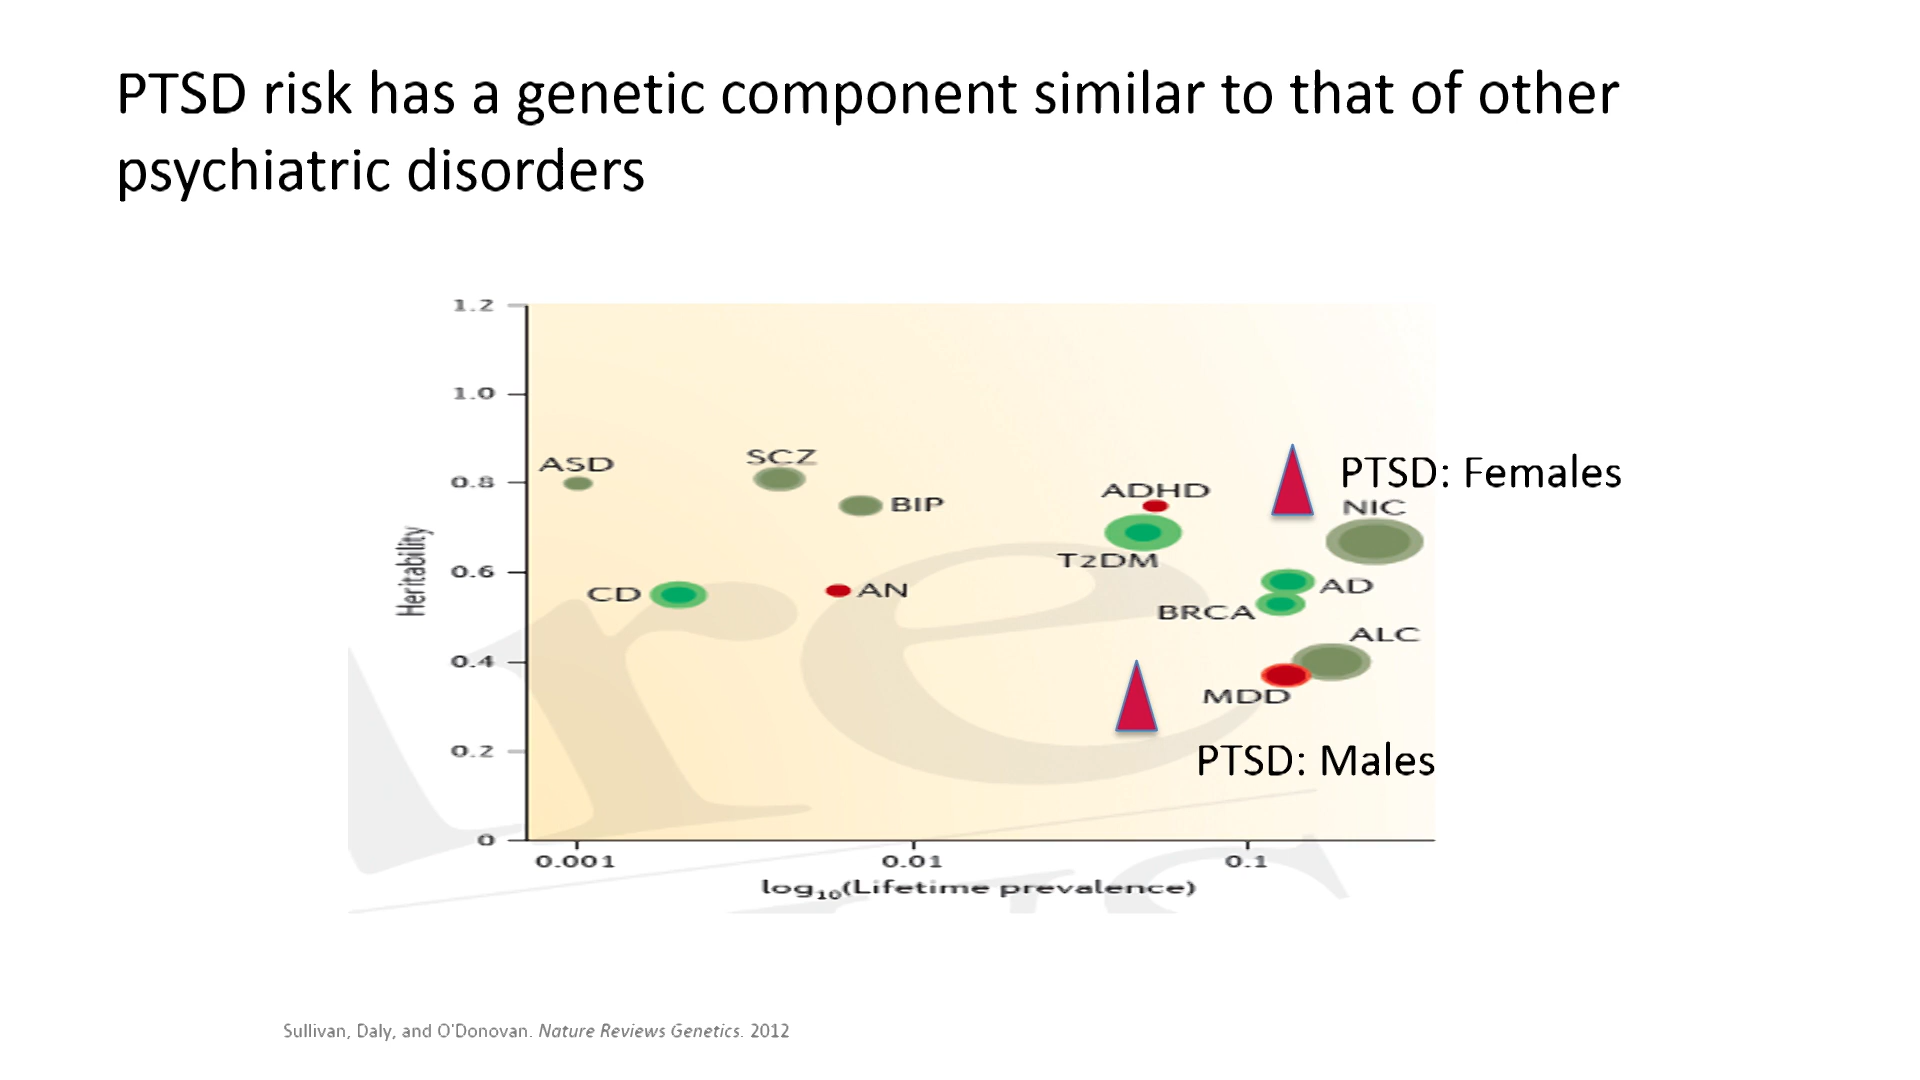 PTSD risk has a genetic component similar to that of other
psychiatric disorders
1.2
1.0
0.8
0.6
0.4
0.2
0
Heritability
ASD
SCZ
BIP
ADHD
T2DM
PTSD: Females
NIC
CD
AN
AD
BRCA
ALC
MDD
PTSD: Males
0.001
0.01
0.1
log₁₀(Lifetime prevalence)
Sullivan, Daly, and O'Donovan. Nature Reviews Genetics. 2012